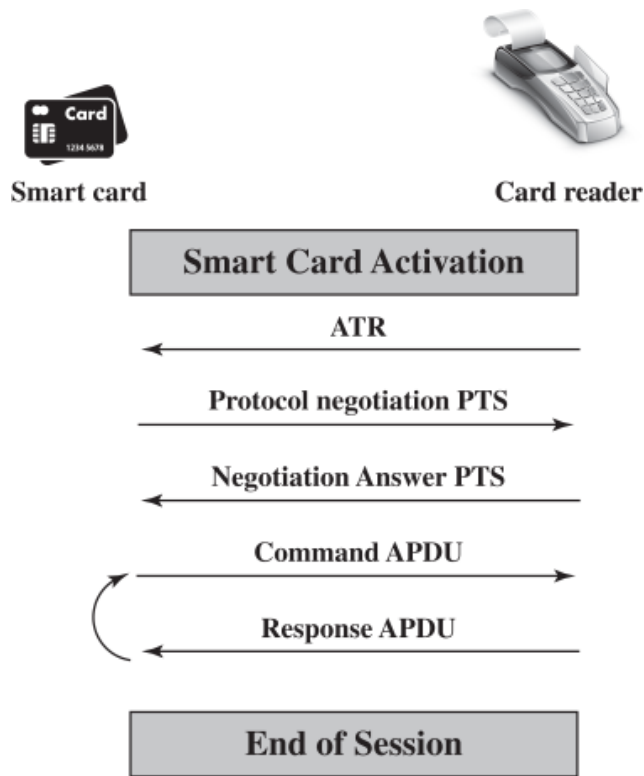 Card
1234 5678
Smart card
Card reader
Smart Card Activation
ATR
Protocol negotiation PTS
Negotiation Answer PTS
Command APDU
Response APDU
End of Session